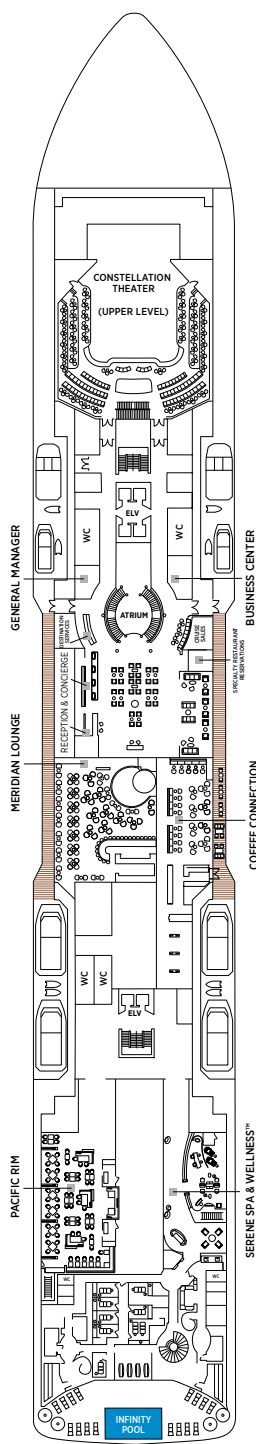 CONSTELLATION
THEATER
(UPPER LEVEL)
ELV
WC
WC
GENERAL MANAGER
BUSINESS CENTER
ATRIUM
DESTINATION
SERVICES
CRUISE
SALES
RECEPTION & CONCIERGE
SPECIALTY RESTAURANT
RESERVATIONS
MERIDIAN LOUNGE
COFFEE CONNECTION
WC
WC
ELV
PACIFIC RIM
SERENE SPA & WELLNESS™
WC
WC
INFINITY
POOL